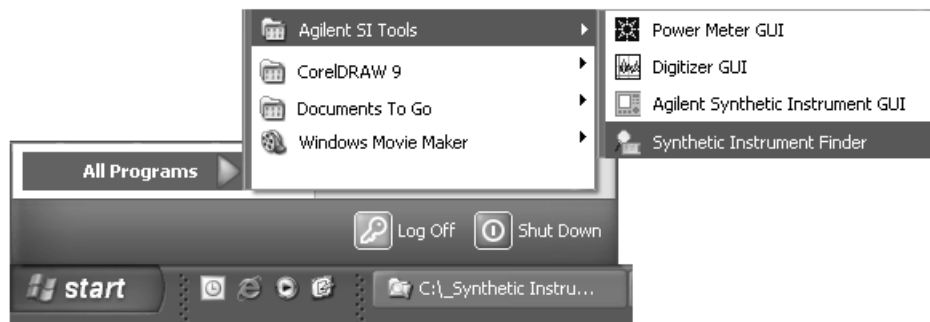 Agilent SI Tools
CorelDRAW 9
Documents To Go
Windows Movie Maker
Power Meter GUI
Digitizer GUI
Agilent Synthetic Instrument GUI
Synthetic Instrument Finder
All Programs
Log Off
Shut Down
start
C:\_Synthetic Instru...